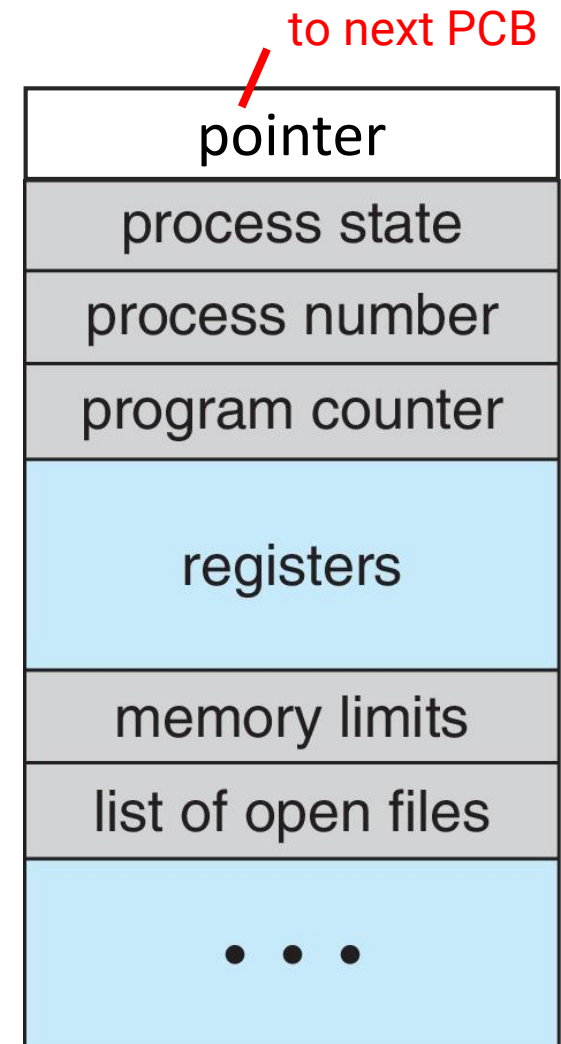 to next PCB
pointer
process state
process number
program counter
registers
memory limits
list of open files
• • •